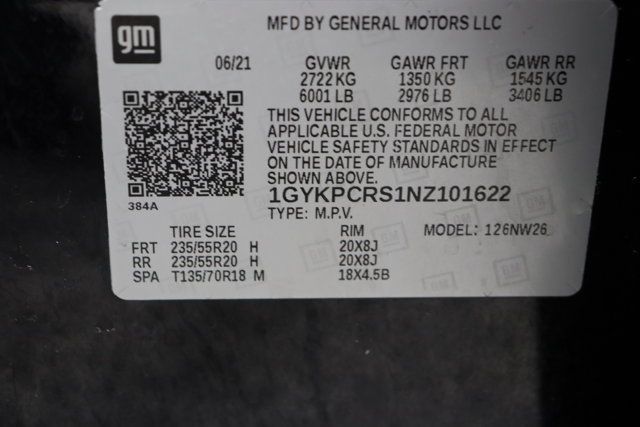 gm
MFD BY GENERAL MOTORS LLC
06/21 GVWR GAWR FRT GAWR RR
2722 KG 1350 KG 1545 KG
6001 LB 2976 LB 3406 LB
THIS VEHICLE CONFORMS TO ALL
APPLICABLE U.S. FEDERAL MOTOR
VEHICLE SAFETY STANDARDS IN EFFECT
ON THE DATE OF MANUFACTURE
SHOWN ABOVE.
384A
1GYKPCRS1NZ101622
TYPE: M.P.V. MODEL: 126NW26
TIRE SIZE RIM
FRT 235/55R20 H 20X8J
RR 235/55R20 H 20X8J
SPA T135/70R18 M 18X4.5B